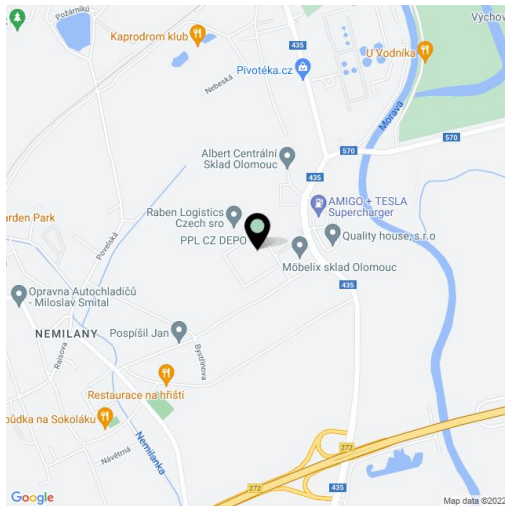 Požárníků
Výchov
Kaprodrom klub
435
U Vodníka
Pivotéka.cz
Nebeská
Morava
570
570
Albert Centrální
Sklad Olomouc
435
AMIGO + TESLA
Supercharger
Raben Logistics
Czech sro
arden Park
Quality house, s.r.o
PPL CZ DEPO
Povelská
Möbelix sklad Olomouc
435
Opravna Autochladičů
- Miloslav Smital
NEMILANY
Pospíšil Jan
Raisova
Bystřinova
Restaurace na hřišti
oůdka na Sokoláku
Nemilanka
Návětrná
272
272
435
Google
Map data ©2022